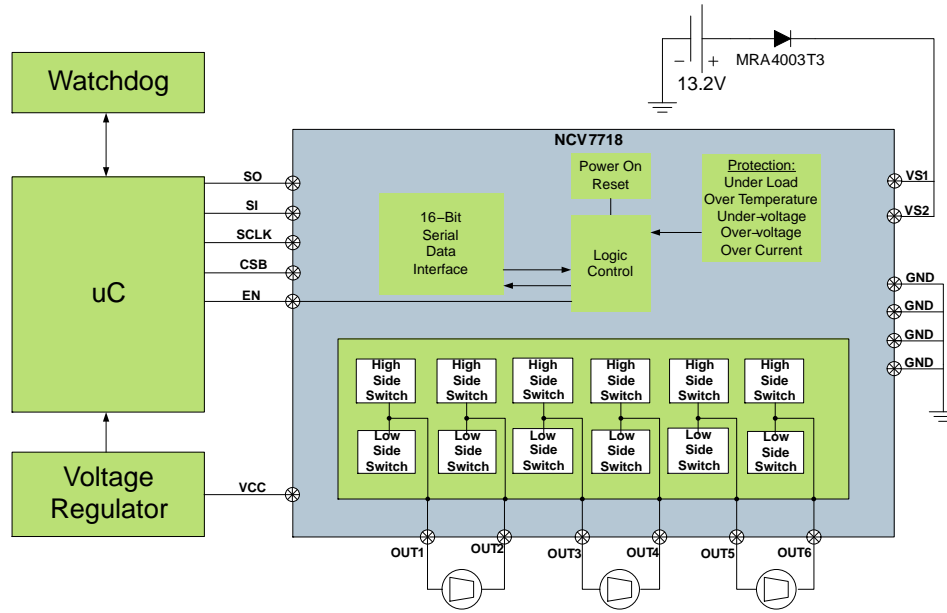 Watchdog
uC
Voltage
Regulator
SO
SI
SCLK
CSB
EN
VCC
NCV7718
16−Bit
Serial
Data
Interface
Power On
Reset
Logic
Control
Protection:
Under Load
Over Temperature
Under−voltage
Over−voltage
Over Current
− +
13.2V
MRA4003T3
VS1
VS2
GND
GND
GND
GND
High
Side
Switch
High
Side
Switch
High
Side
Switch
High
Side
Switch
High
Side
Switch
High
Side
Switch
Low
Side
Switch
Low
Side
Switch
Low
Side
Switch
Low
Side
Switch
Low
Side
Switch
Low
Side
Switch
OUT1
OUT2
OUT3
OUT4
OUT5
OUT6